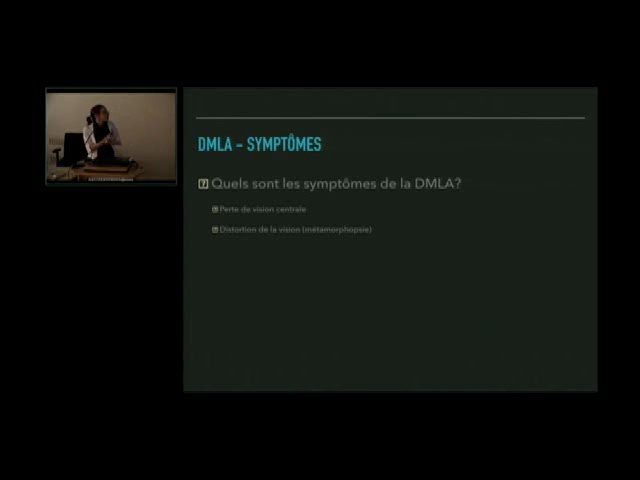 DMLA - SYMPTÔMES
? Quels sont les symptômes de la DMLA?
? Perte de vision centrale
? Distortion de la vision (métamorphopsie)